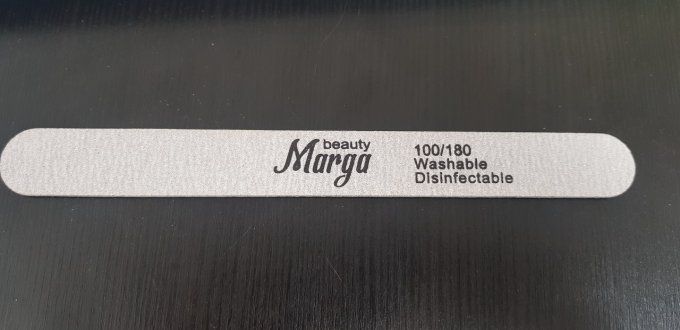 beauty
Marga
100/180
Washable
Disinfectable